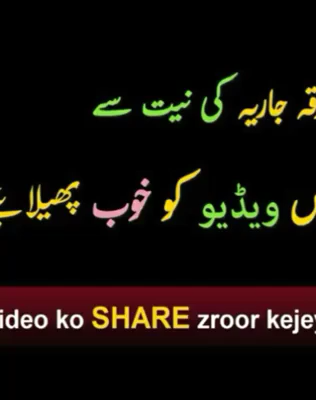 جاریہ کی نیت سے
ویڈیو کو خوب
ko SHARE zroor